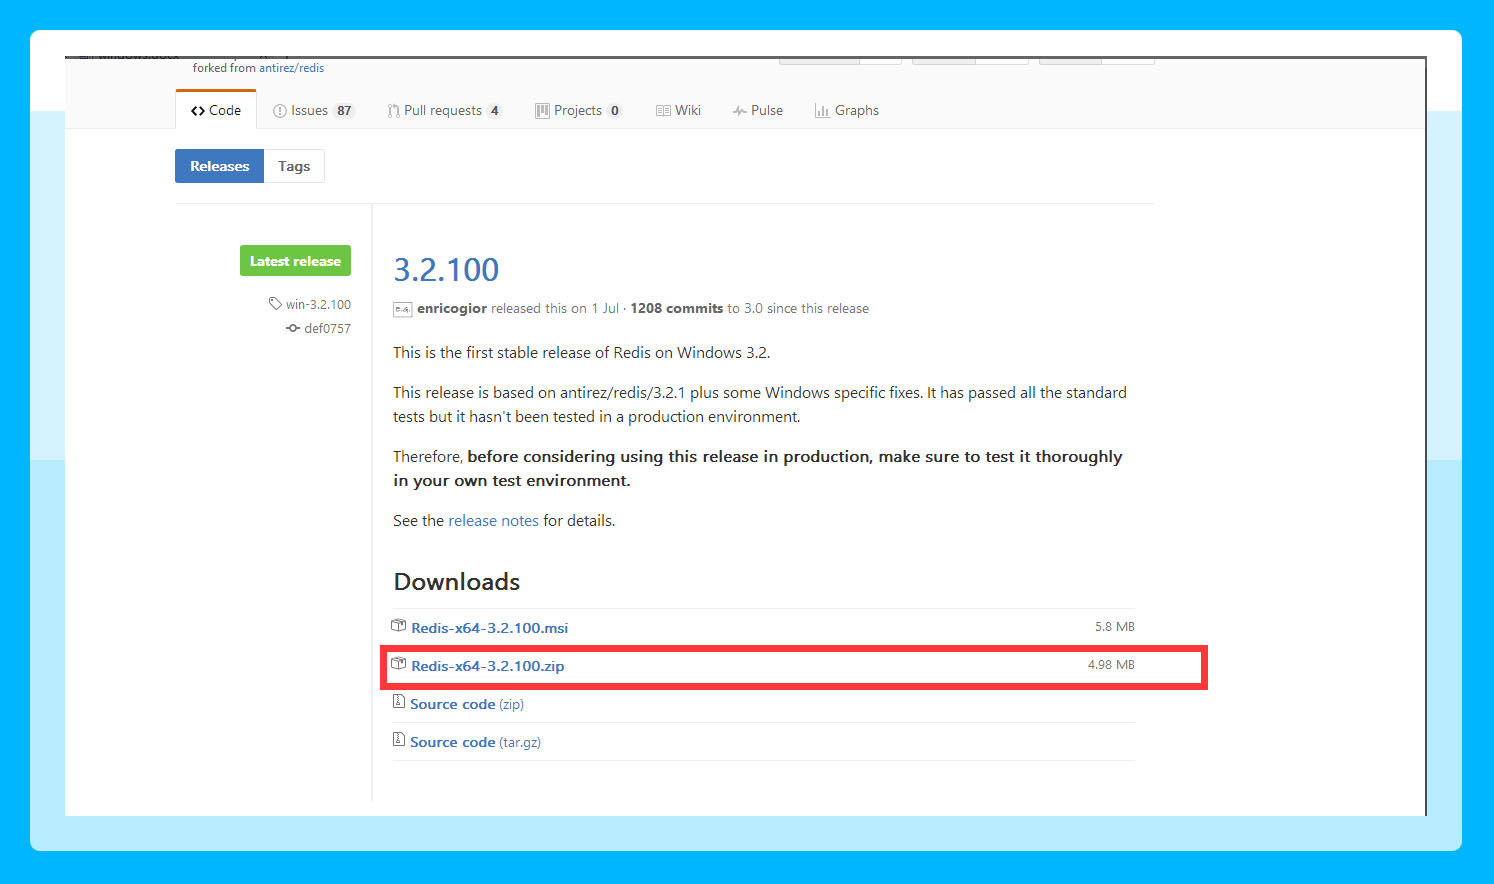 forked from antirez/redis
Code Issues 87 Pull requests 4 Projects 0 Wiki Pulse Graphs
Releases Tags
Latest release
win-3.2.100
def0757
3.2.100
enricogior released this on 1 Jul · 1208 commits to 3.0 since this release
This is the first stable release of Redis on Windows 3.2.
This release is based on antirez/redis/3.2.1 plus some Windows specific fixes. It has passed all the standard
tests but it hasn't been tested in a production environment.
Therefore, before considering using this release in production, make sure to test it thoroughly
in your own test environment.
See the release notes for details.
Downloads
Redis-x64-3.2.100.msi 5.8 MB
Redis-x64-3.2.100.zip 4.98 MB
Source code (zip)
Source code (tar.gz)